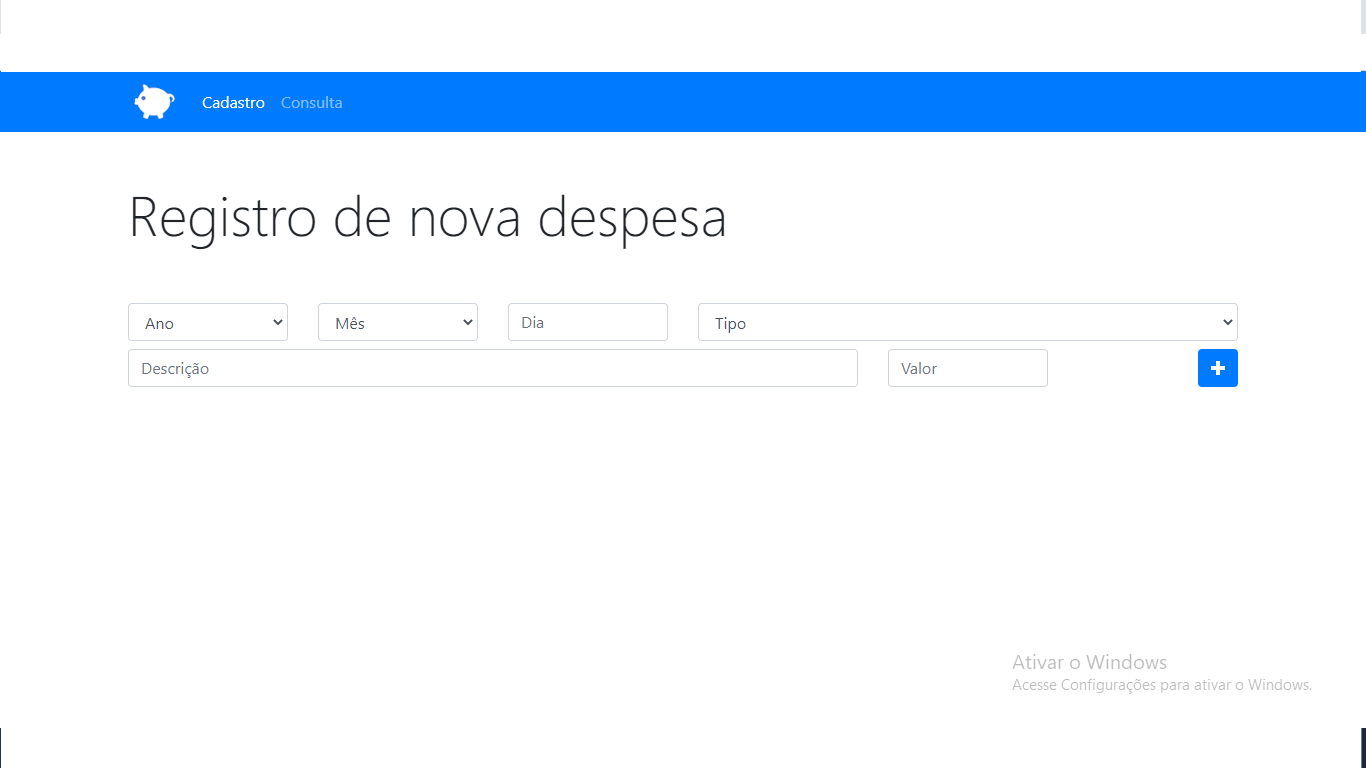 Cadastro Consulta
Registro de nova despesa
Ano Mês Dia Tipo
Descrição Valor
Ativar o Windows
Acesse Configurações para ativar o Windows.